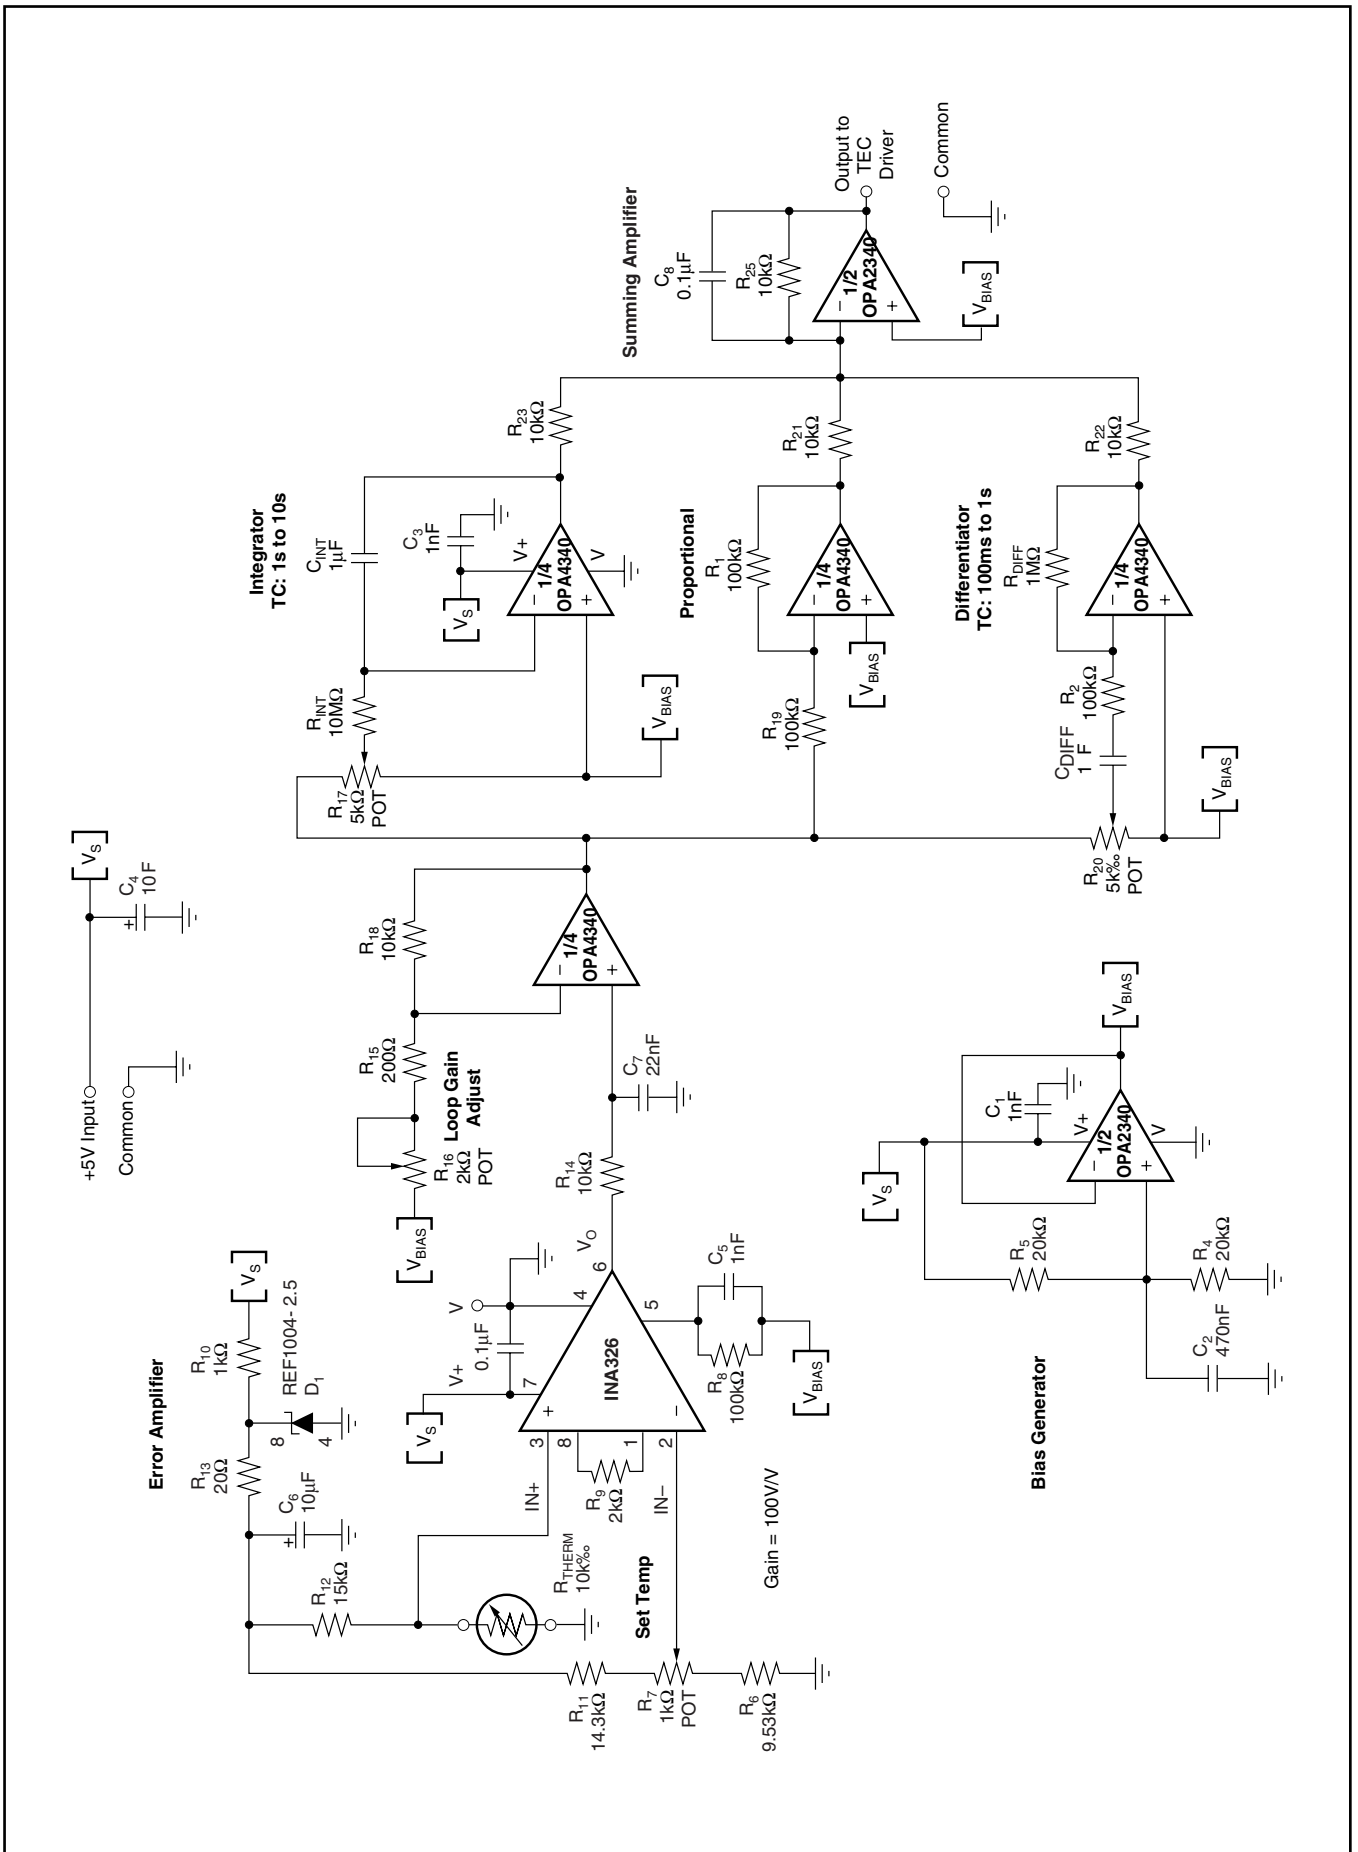 +5V Input
Common
[VS]
C4
10 F
Error Amplifier
R10
1kΩ
[VS]
REF1004- 2.5
D1
8
4
R13
20Ω
C6
10µF
R12
15kΩ
RTHERM
10k‰
R11
14.3kΩ
R7
1kΩ
POT
R6
9.53kΩ
Set Temp
IN+
IN−
R9
2kΩ
3
8
1
2
+
−
INA326
7
4
6
5
V+
V
0.1µF
[VS]
VO
R8
100kΩ
C5
1nF
[VBIAS]
Gain = 100V/V
R14
10kΩ
C7
22nF
[VBIAS]
R16
2kΩ
POT
Loop Gain
Adjust
R15
200Ω
R18
10kΩ
−
+
1/4
OPA4340
Integrator
TC: 1s to 10s
R17
5kΩ
POT
RINT
10MΩ
CINT
1µF
[VS]
C3
1nF
V+
−
+
1/4
OPA4340
V
[VBIAS]
R23
10kΩ
Proportional
R19
100kΩ
R1
100kΩ
−
+
1/4
OPA4340
[VBIAS]
R21
10kΩ
Differentiator
TC: 100ms to 1s
R20
5k‰
POT
CDIFF
1 F
R2
100kΩ
RDIFF
1MΩ
−
+
1/4
OPA4340
[VBIAS]
R22
10kΩ
Summing Amplifier
C8
0.1µF
R25
10kΩ
−
+
1/2
OPA2340
[VBIAS]
Output to
TEC
Driver
Common
Bias Generator
[VS]
R5
20kΩ
R4
20kΩ
C2
470nF
C1
1nF
V+
−
+
1/2
OPA2340
V
[VBIAS]